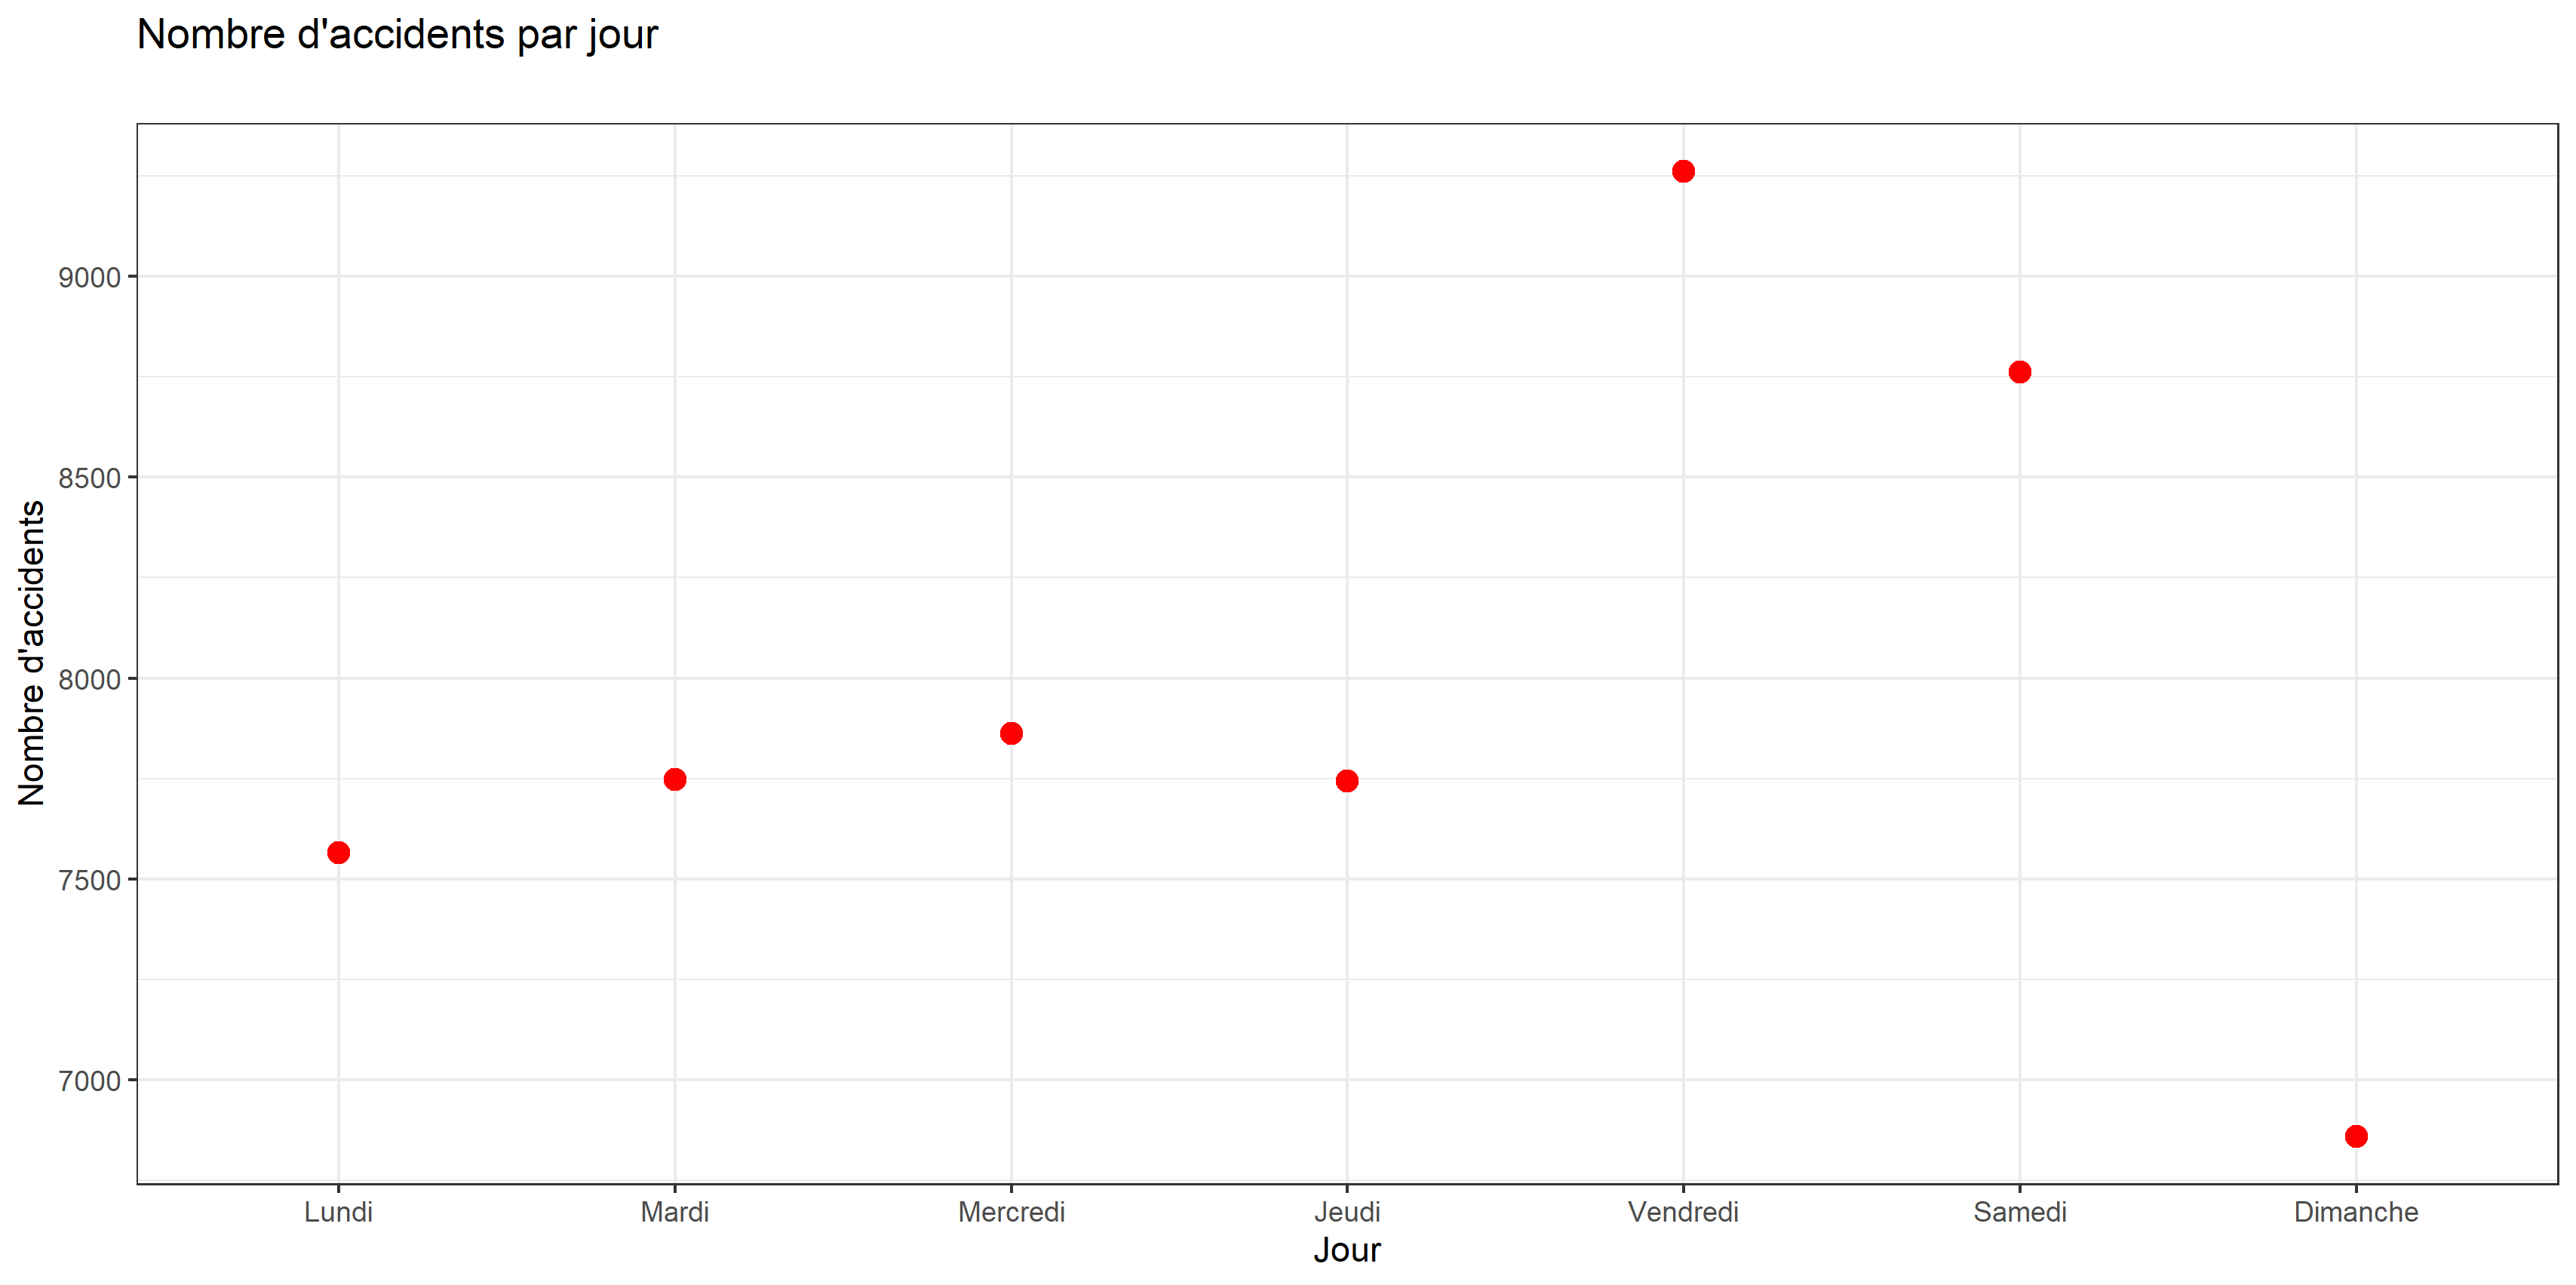 Nombre d'accidents par jour
Nombre d'accidents
9000
8500
8000
7500
7000
Lundi Mardi Mercredi Jeudi Vendredi Samedi Dimanche
Jour